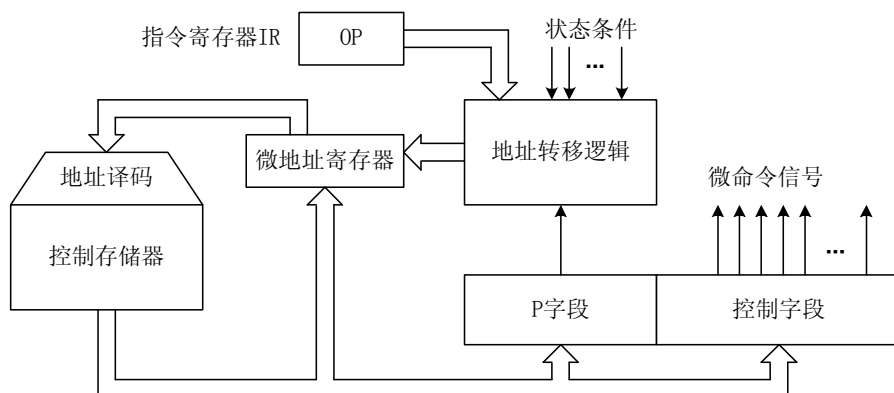 指令寄存器IR
OP
状态条件
...
地址转移逻辑
微地址寄存器
地址译码
控制存储器
微命令信号
...
P字段
控制字段